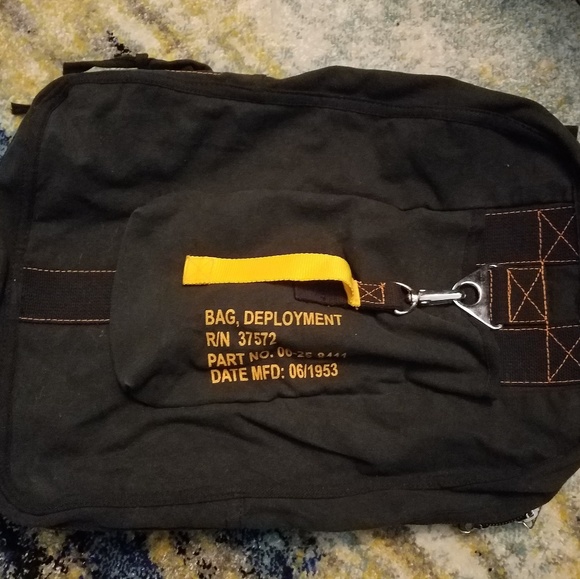 BAG, DEPLOYMENT
R/N 37572
PART NO.
DATE MFD: 06/1953